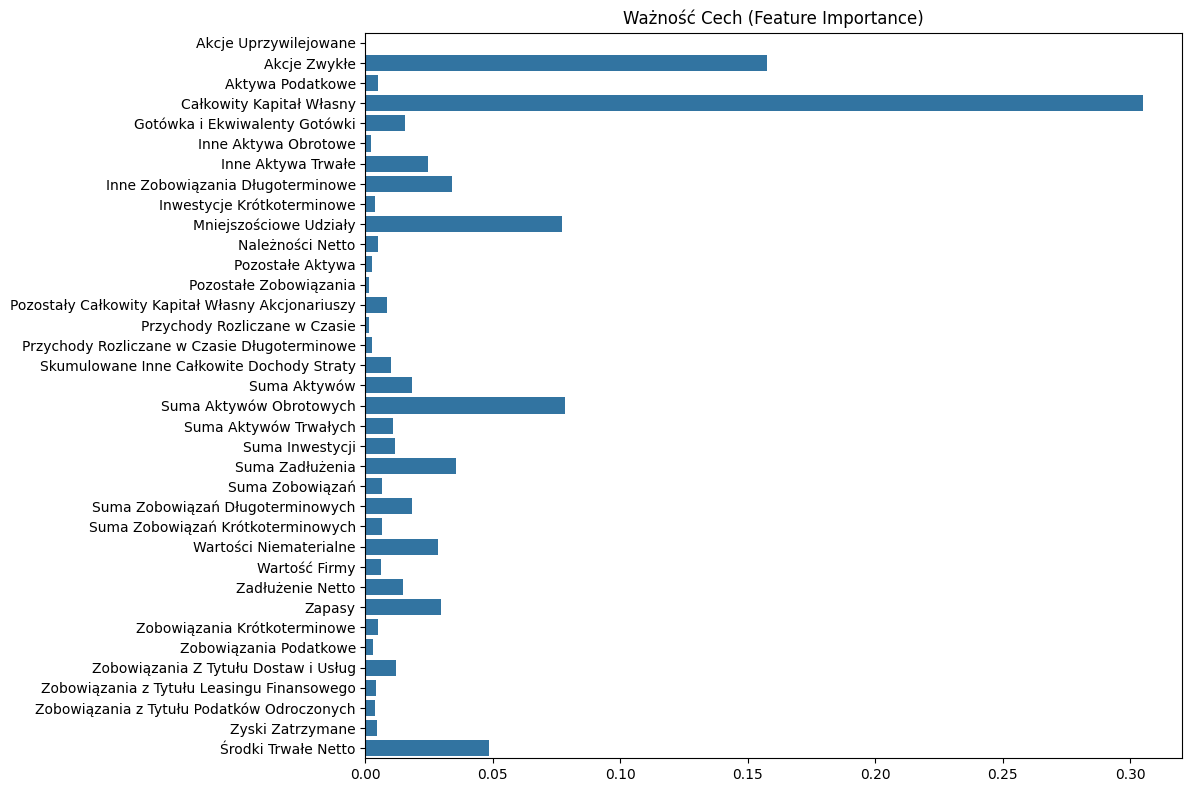 Ważność Cech (Feature Importance)
Akcje Uprzywilejowane
Akcje Zwykłe
Aktywa Podatkowe
Całkowity Kapitał Własny
Gotówka i Ekwiwalenty Gotówki
Inne Aktywa Obrotowe
Inne Aktywa Trwałe
Inne Zobowiązania Długoterminowe
Inwestycje Krótkoterminowe
Mniejszościowe Udziały
Należności Netto
Pozostałe Aktywa
Pozostałe Zobowiązania
Pozostały Całkowity Kapitał Własny Akcjonariuszy
Przychody Rozliczane w Czasie
Przychody Rozliczane w Czasie Długoterminowe
Skumulowane Inne Całkowite Dochody Straty
Suma Aktywów
Suma Aktywów Obrotowych
Suma Aktywów Trwałych
Suma Inwestycji
Suma Zadłużenia
Suma Zobowiązań
Suma Zobowiązań Długoterminowych
Suma Zobowiązań Krótkoterminowych
Wartości Niematerialne
Wartość Firmy
Zadłużenie Netto
Zapasy
Zobowiązania Krótkoterminowe
Zobowiązania Podatkowe
Zobowiązania Z Tytułu Dostaw i Usług
Zobowiązania z Tytułu Leasingu Finansowego
Zobowiązania z Tytułu Podatków Odroczonych
Zyski Zatrzymane
Środki Trwałe Netto
0.00 0.05 0.10 0.15 0.20 0.25 0.30